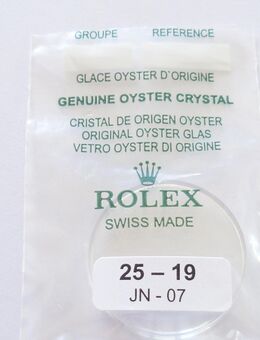 GROUPE REFERENCE
GLACE OYSTER D'ORIGINE
GENUINE OYSTER CRYSTAL
CRISTAL DE ORIGEN OYSTER
ORIGINAL OYSTER GLAS
VETRO OYSTER DI ORIGINE
ROLEX
SWISS MADE
25 – 19
JN - 07